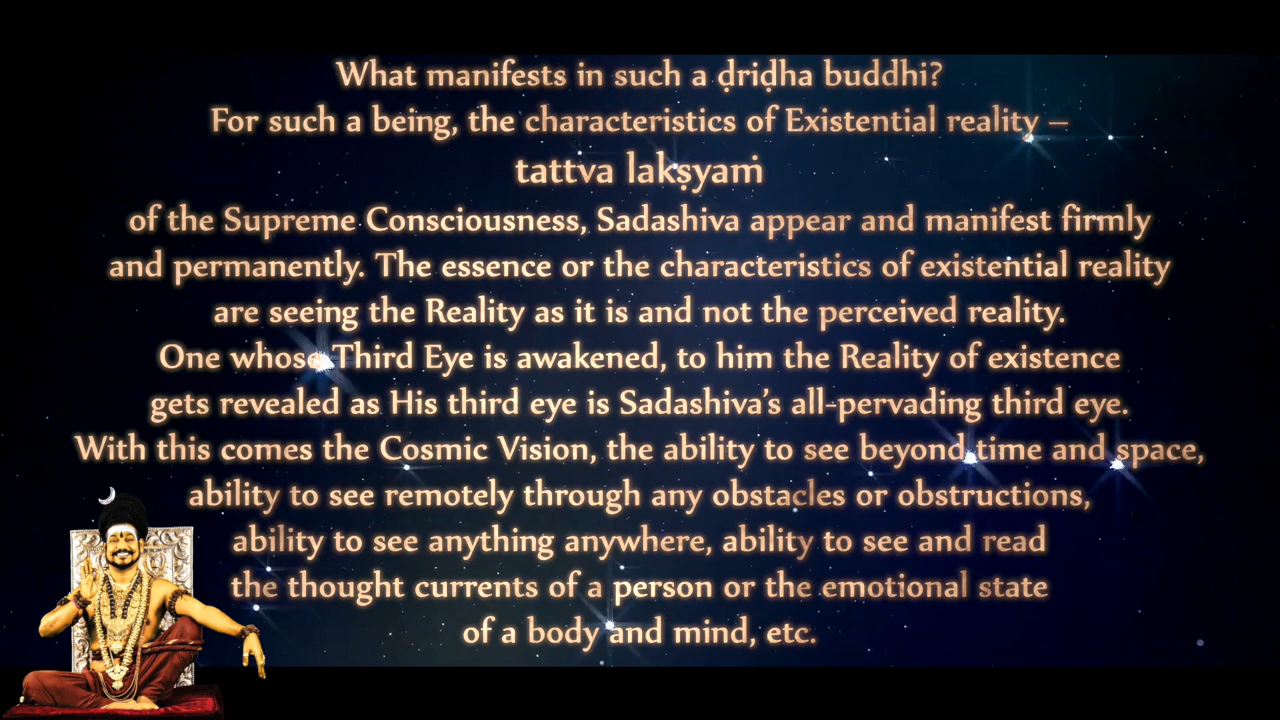 What manifests in such a ḍriḍha buddhi?
For such a being, the characteristics of Existential reality –
tattva lakṣyaṁ
of the Supreme Consciousness, Sadashiva appear and manifest firmly
and permanently. The essence or the characteristics of existential reality
are seeing the Reality as it is and not the perceived reality.
One whose Third Eye is awakened, to him the Reality of existence
gets revealed as His third eye is Sadashiva’s all-pervading third eye.
With this comes the Cosmic Vision, the ability to see beyond time and space,
ability to see remotely through any obstacles or obstructions,
ability to see anything anywhere, ability to see and read
the thought currents of a person or the emotional state
of a body and mind, etc.